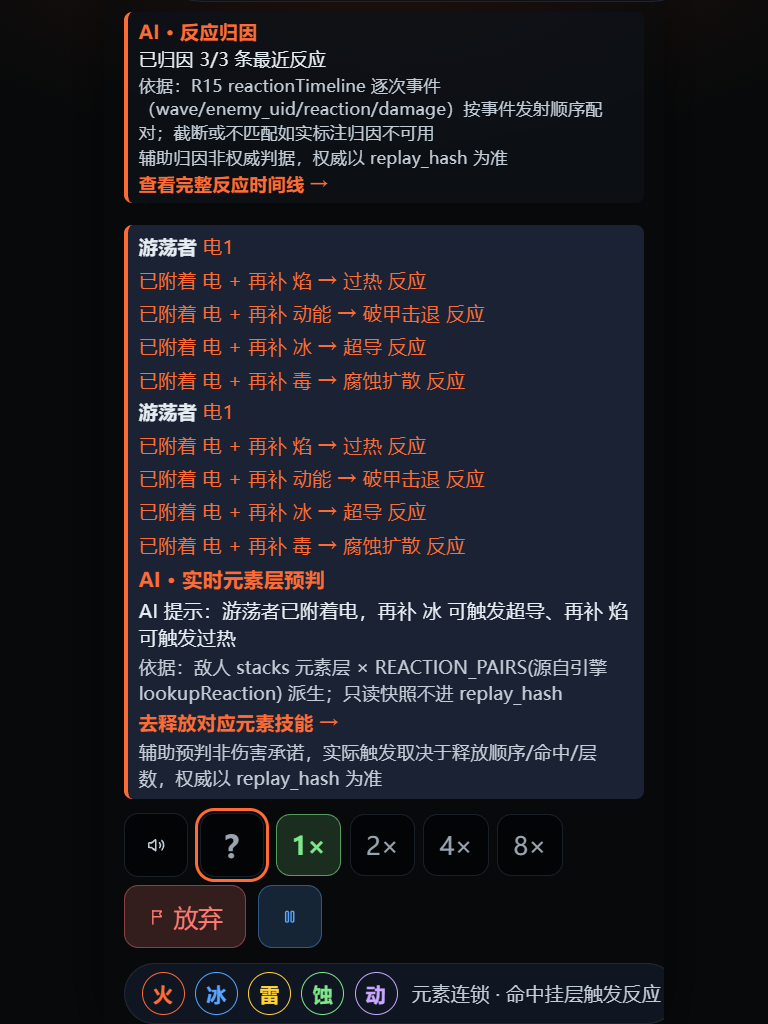 AI • 反应归因
已归因 3/3 条最近反应
依据：R15 reactionTimeline 逐次事件
（wave/enemy_uid/reaction/damage）按事件发射顺序配
对；截断或不匹配如实标注归因不可用
辅助归因非权威判据，权威以 replay_hash 为准
查看完整反应时间线 →
游荡者 电1
已附着 电 + 再补 焰 → 过热 反应
已附着 电 + 再补 动能 → 破甲击退 反应
已附着 电 + 再补 冰 → 超导 反应
已附着 电 + 再补 毒 → 腐蚀扩散 反应
游荡者 电1
已附着 电 + 再补 焰 → 过热 反应
已附着 电 + 再补 动能 → 破甲击退 反应
已附着 电 + 再补 冰 → 超导 反应
已附着 电 + 再补 毒 → 腐蚀扩散 反应
AI • 实时元素层预判
AI 提示：游荡者已附着电，再补 冰 可触发超导、再补 焰
可触发过热
依据：敌人 stacks 元素层 × REACTION_PAIRS(源自引擎
lookupReaction) 派生；只读快照不进 replay_hash
去释放对应元素技能 →
辅助预判非伤害承诺，实际触发取决于释放顺序/命中/层
数，权威以 replay_hash 为准
? 1× 2× 4× 8×
放弃
火 冰 雷 蚀 动 元素连锁 · 命中挂层触发反应